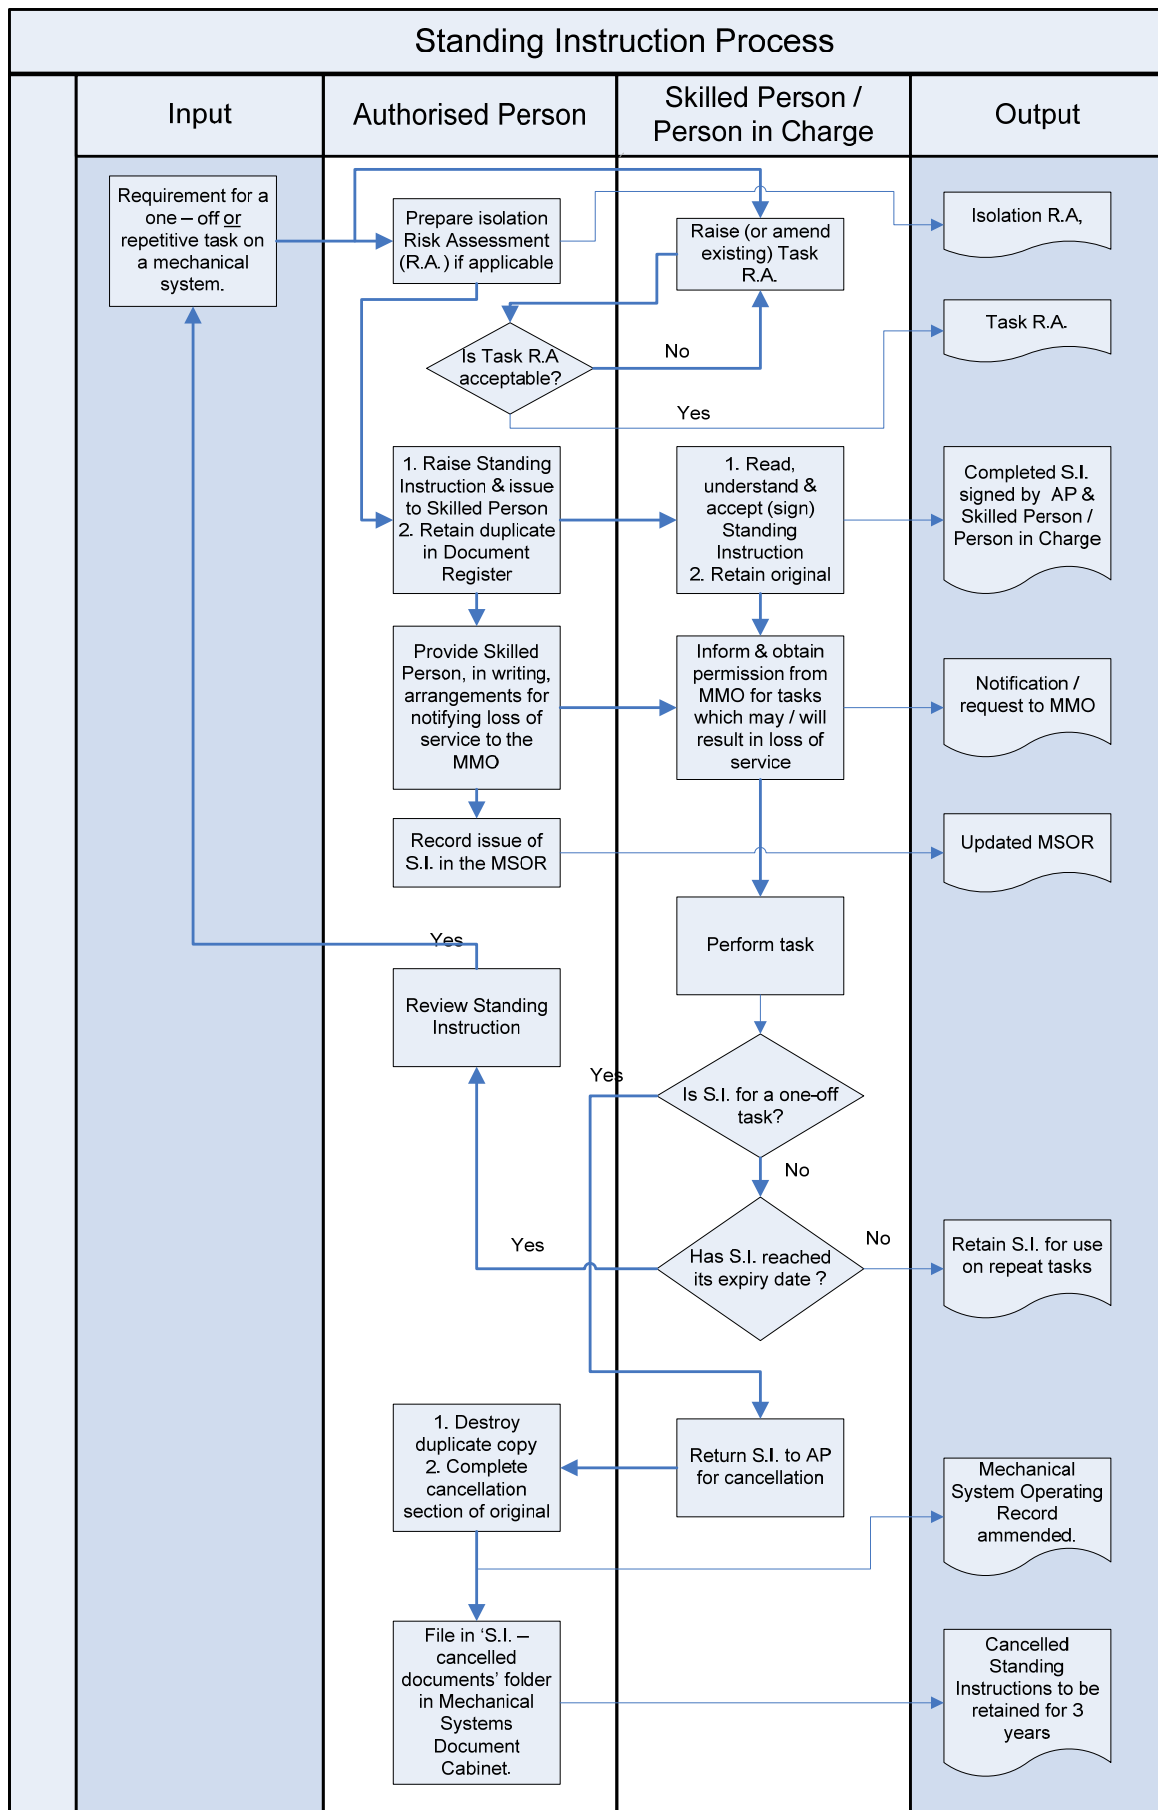 Standing Instruction Process
Input
Authorised Person
Skilled Person /
Person in Charge
Output
Requirement for a
one – off or
repetitive task on
a mechanical
system.
Prepare isolation
Risk Assessment
(R.A.) if applicable
Raise (or amend
existing) Task
R.A.
Isolation R.A,
Is Task R.A
acceptable?
No
Yes
Task R.A.
1. Raise Standing
Instruction & issue
to Skilled Person
2. Retain duplicate
in Document
Register
1. Read,
understand &
accept (sign)
Standing
Instruction
2. Retain original
Completed S.I.
signed by AP &
Skilled Person /
Person in Charge
Provide Skilled
Person, in writing,
arrangements for
notifying loss of
service to the
MMO
Inform & obtain
permission from
MMO for tasks
which may / will
result in loss of
service
Notification /
request to MMO
Record issue of
S.I. in the MSOR
Updated MSOR
Perform task
Yes
Review Standing
Instruction
Yes
Is S.I. for a one-off
task?
No
Yes
Has S.I. reached
its expiry date ?
No
Retain S.I. for use
on repeat tasks
1. Destroy
duplicate copy
2. Complete
cancellation
section of original
Return S.I. to AP
for cancellation
Mechanical
System Operating
Record
ammended.
File in ‘S.I. –
cancelled
documents’ folder
in Mechanical
Systems
Document
Cabinet.
Cancelled
Standing
Instructions to be
retained for 3
years